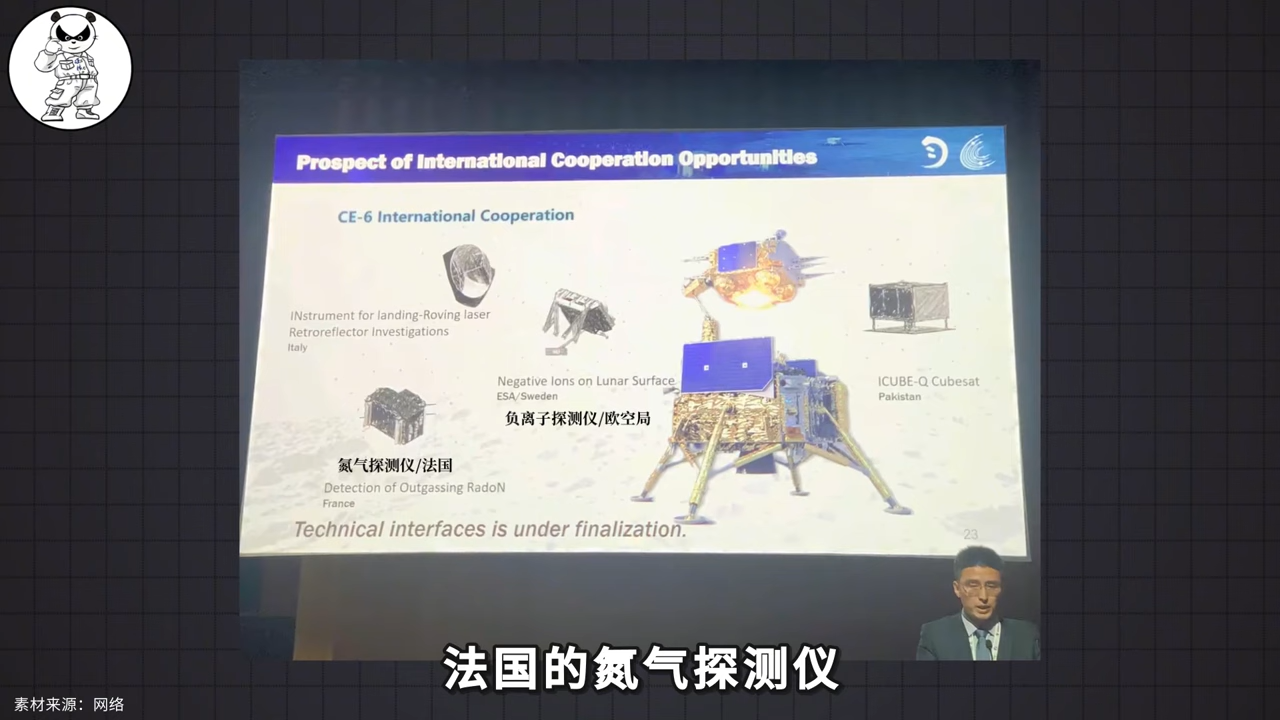 Prospect of International Cooperation Opportunities
CE-6 International Cooperation
INstrument for landing-Roving laser
Retroreflector Investigations
Italy
Negative Ions on Lunar Surface
ESA/Sweden
负离子探测仪/欧空局
ICUBE-Q Cubesat
Pakistan
氮气探测仪/法国
Detection of Outgassing RadoN
France
Technical interfaces is under finalization.
23
法国的氮气探测仪
素材来源：网络